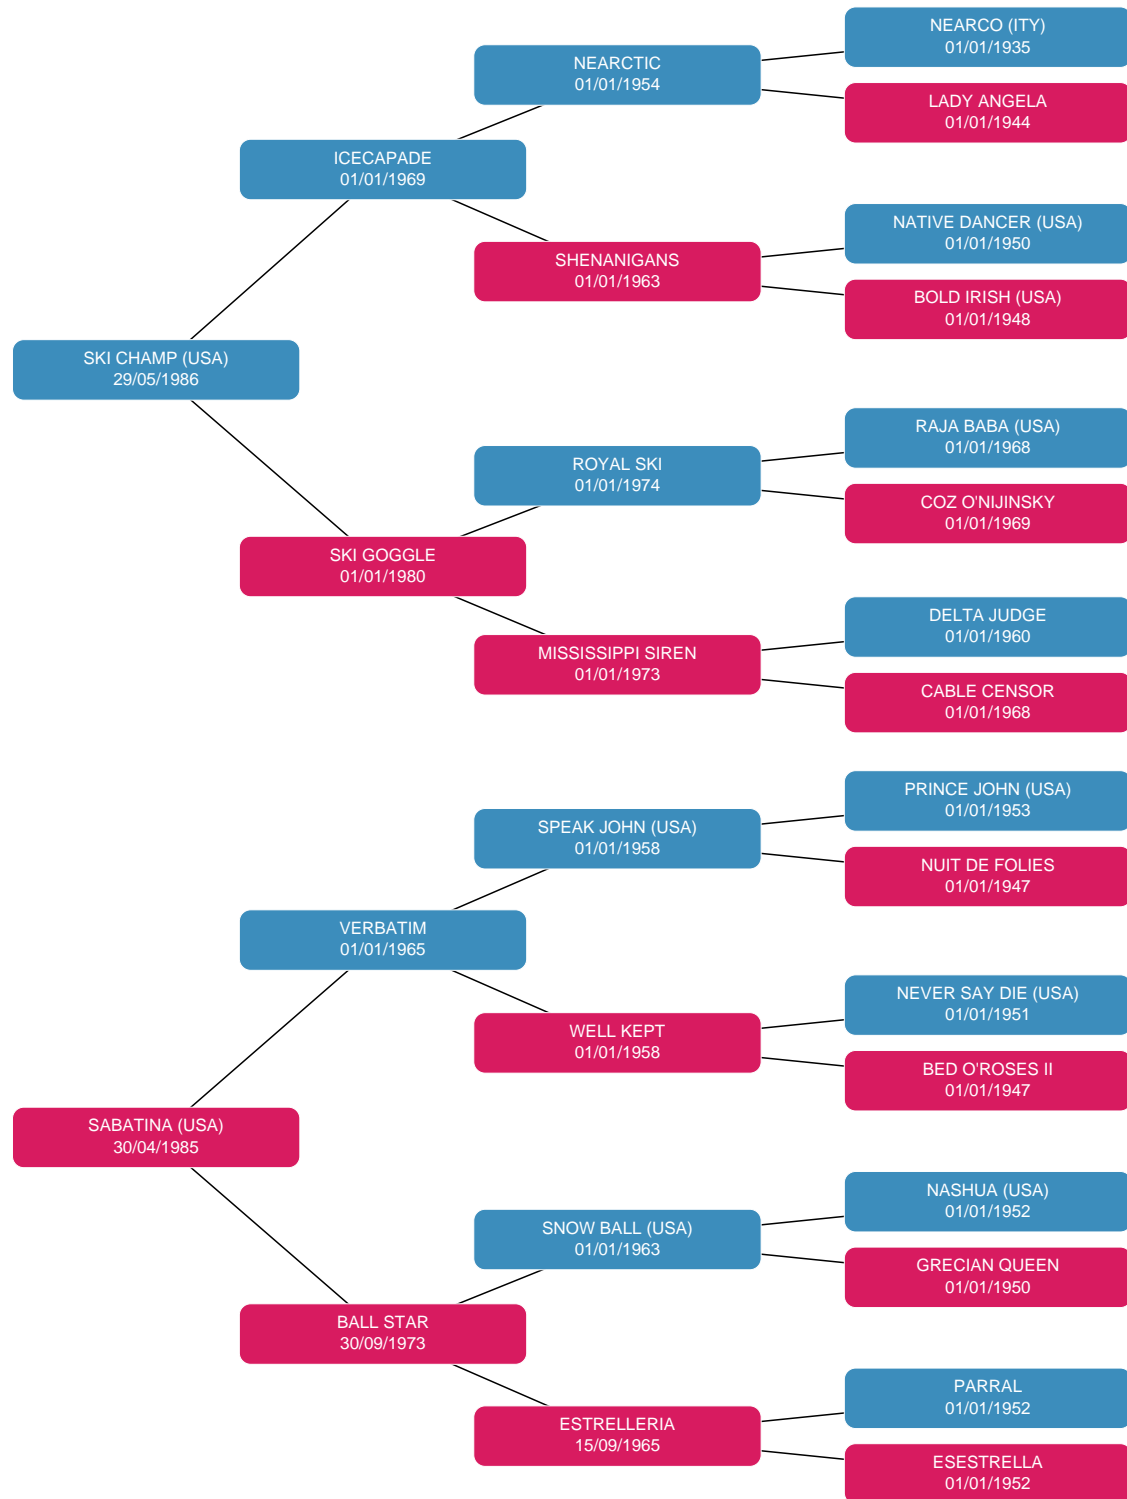 NEARCO (ITY)
01/01/1935
NEARCTIC
01/01/1954
LADY ANGELA
01/01/1944
ICECAPADE
01/01/1969
NATIVE DANCER (USA)
01/01/1950
SHENANIGANS
01/01/1963
BOLD IRISH (USA)
01/01/1948
SKI CHAMP (USA)
29/05/1986
RAJA BABA (USA)
01/01/1968
ROYAL SKI
01/01/1974
COZ O'NIJINSKY
01/01/1969
SKI GOGGLE
01/01/1980
DELTA JUDGE
01/01/1960
MISSISSIPPI SIREN
01/01/1973
CABLE CENSOR
01/01/1968
PRINCE JOHN (USA)
01/01/1953
SPEAK JOHN (USA)
01/01/1958
NUIT DE FOLIES
01/01/1947
VERBATIM
01/01/1965
NEVER SAY DIE (USA)
01/01/1951
WELL KEPT
01/01/1958
BED O'ROSES II
01/01/1947
SABATINA (USA)
30/04/1985
NASHUA (USA)
01/01/1952
SNOW BALL (USA)
01/01/1963
GRECIAN QUEEN
01/01/1950
BALL STAR
30/09/1973
PARRAL
01/01/1952
ESTRELLERIA
15/09/1965
ESESTRELLA
01/01/1952